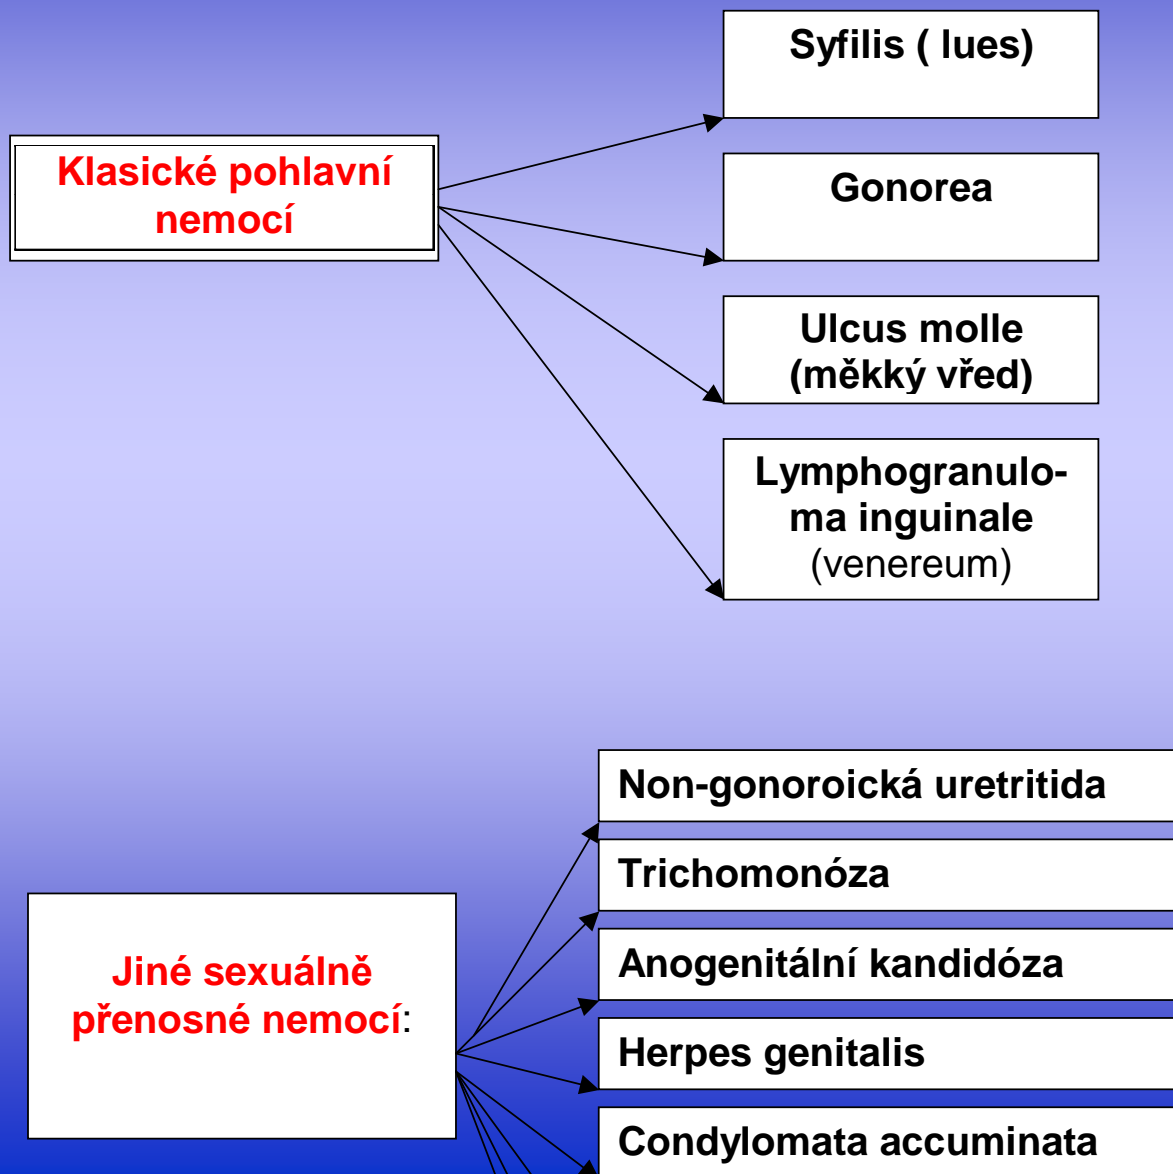 Syfilis ( lues)
Klasické pohlavní
nemocí
Gonorea
Ulcus molle
(měkký vřed)
Lymphogranulo-
ma inguinale
(venereum)
Non-gonoroická uretritida
Trichomonóza
Jiné sexuálně
přenosné nemocí:
Anogenitální kandidóza
Herpes genitalis
Condylomata accuminata